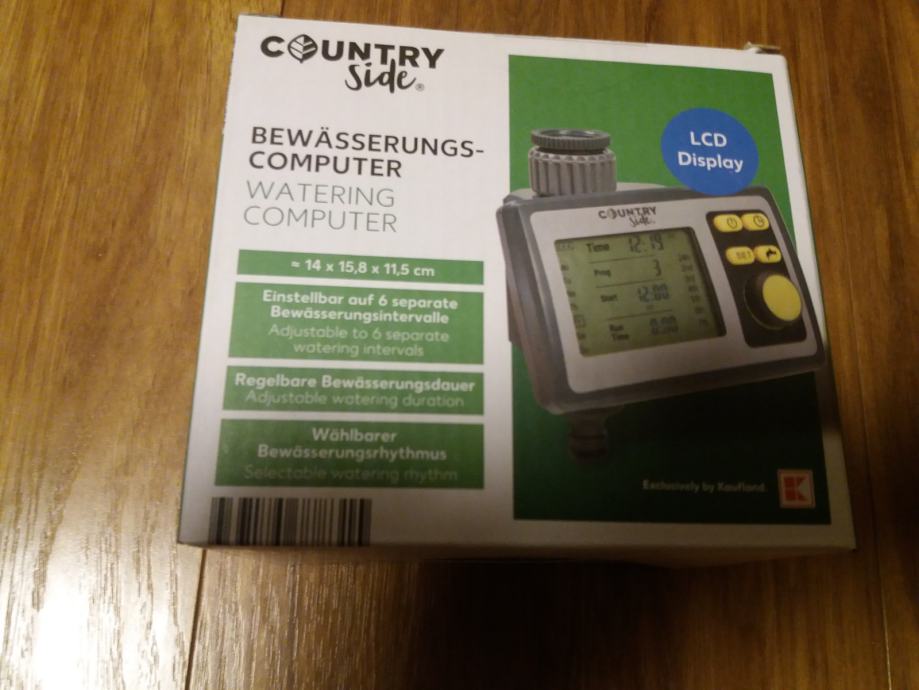 COUNTRY
Side®
BEWÄSSERUNGS-
COMPUTER
WATERING
COMPUTER
≈ 14 x 15,8 x 11,5 cm
Einstellbar auf 6 separate
Bewässerungsintervalle
Adjustable to 6 separate
watering intervals
Regelbare Bewässerungsdauer
Adjustable watering duration
Wählbarer
Bewässerungsrhythmus
Selectable watering rhythm
LCD
Display
COUNTRY
Side
Time 12:19
Prog 3
Start 12:00
Run
Time 0:00
SET
Exclusively by Kaufland.
K